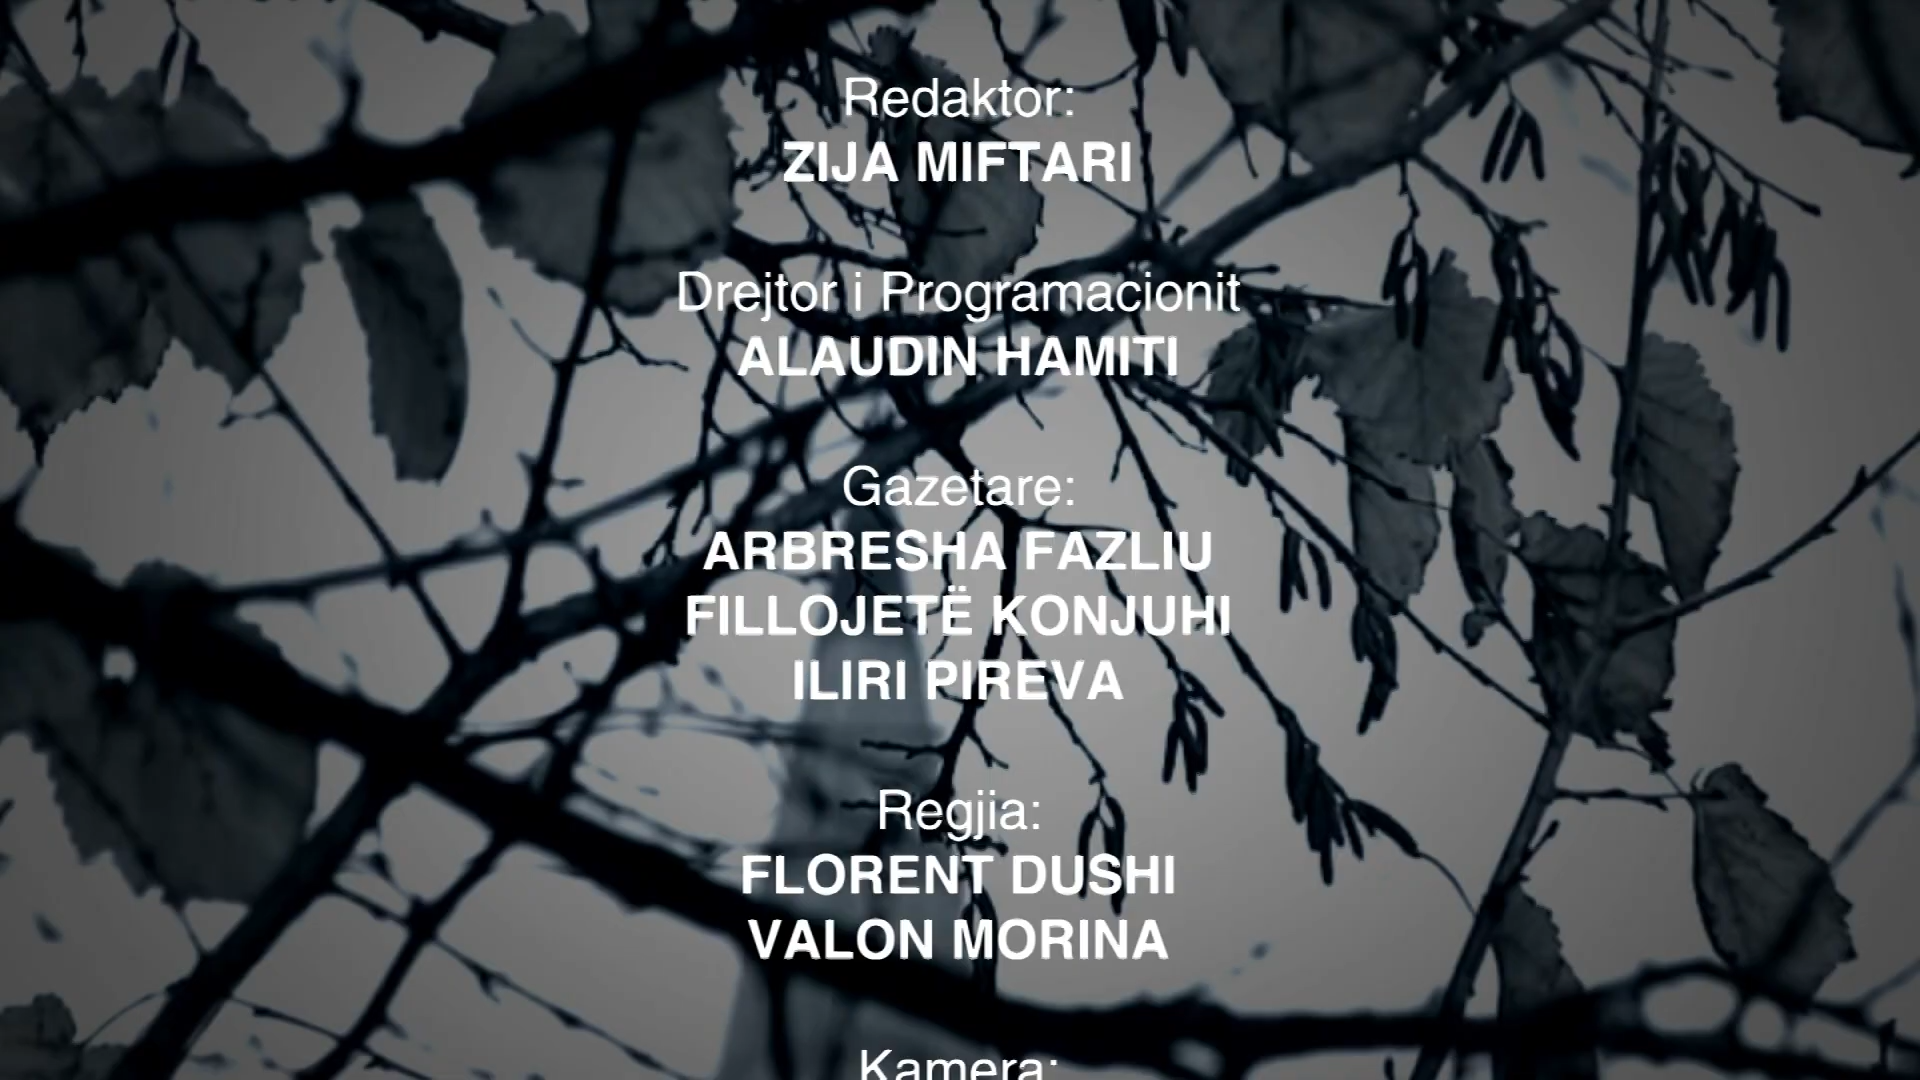 Redaktor:
ZIJA MIFTARI
Drejtor i Programacionit
ALAUDIN HAMITI
Gazetare:
ARBRESHA FAZLIU
FILLOJETË KONJUHI
ILIRI PIREVA
Regjia:
FLORENT DUSHI
VALON MORINA
Kamera: